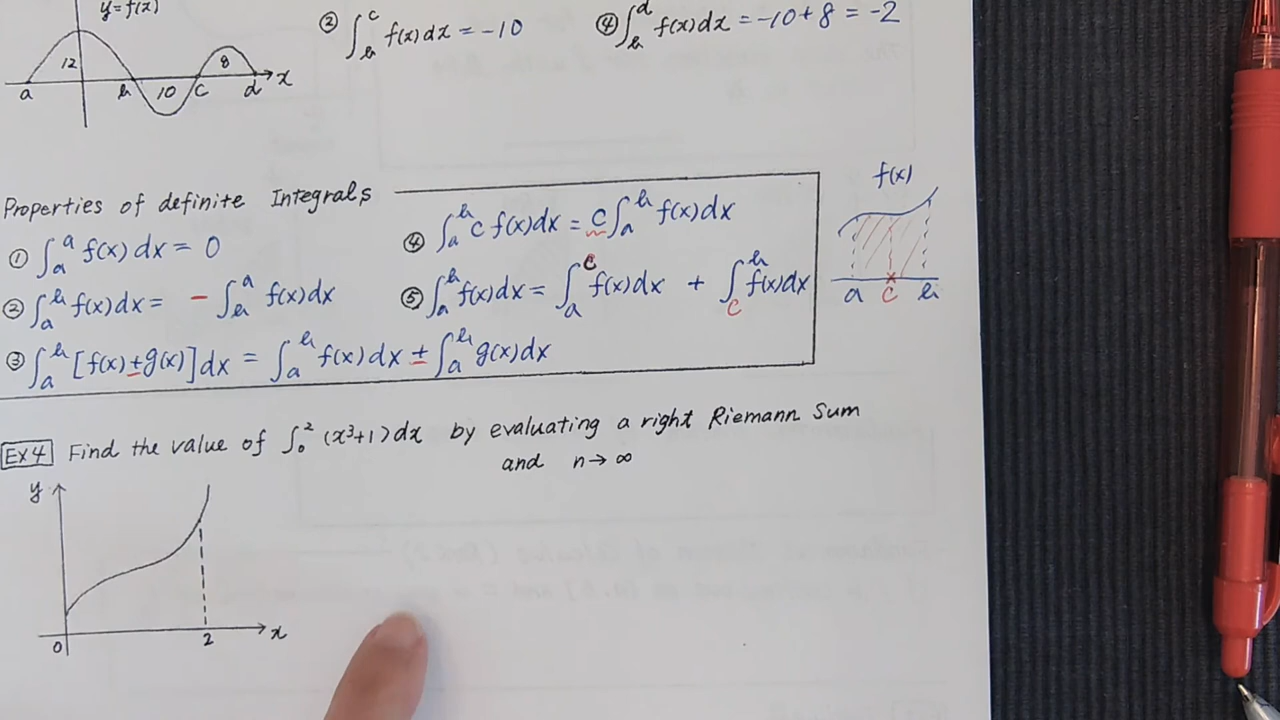 y=f(x)
② ∫_b^c f(x)dx = -10
④ ∫_b^d f(x)dx = -10+8 = -2
12 8 x
a b 10 c d
Properties of definite Integrals
① ∫_a^a f(x)dx = 0
② ∫_a^b f(x)dx = - ∫_b^a f(x)dx
③ ∫_a^b [f(x)±g(x)]dx = ∫_a^b f(x)dx ± ∫_a^b g(x)dx
④ ∫_a^b c f(x)dx = c∫_a^b f(x)dx
⑤ ∫_a^b f(x)dx = ∫_a^c f(x)dx + ∫_c^b f(x)dx
f(x)
a c b
Ex4 Find the value of ∫_0^2 (x³+1)dx by evaluating a right Riemann Sum
and n→∞
y
0 2 x